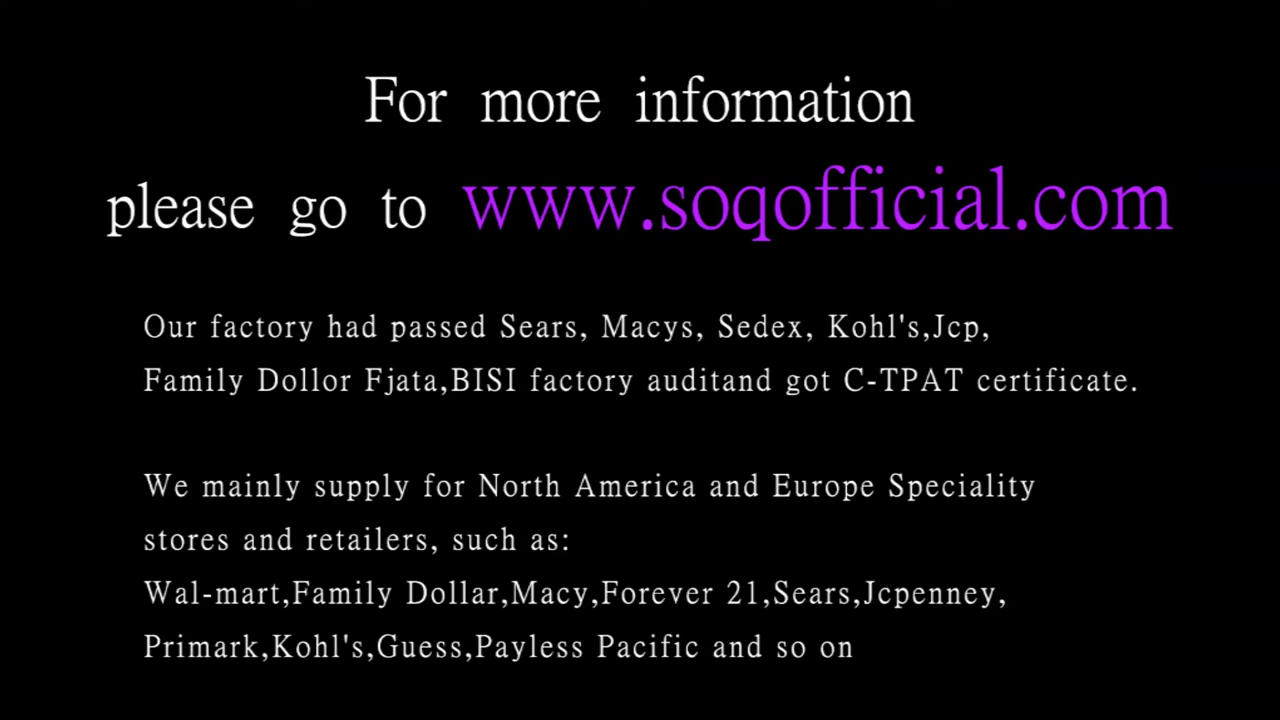 For more information
please go to www.soqofficial.com
Our factory had passed Sears, Macys, Sedex, Kohl's,Jcp,
Family Dollor Fjata,BISI factory auditand got C-TPAT certificate.
We mainly supply for North America and Europe Speciality
stores and retailers, such as:
Wal-mart,Family Dollar,Macy,Forever 21,Sears,Jcpenney,
Primark,Kohl's,Guess,Payless Pacific and so on